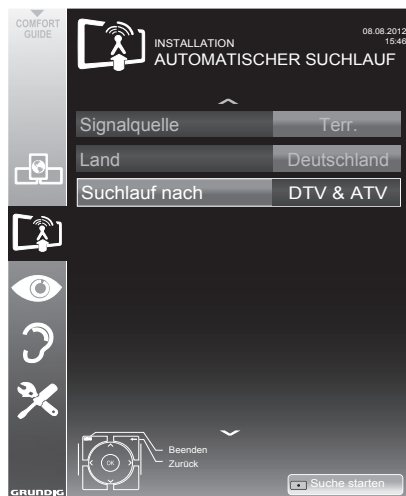 COMFORT
GUIDE
INSTALLATION
AUTOMATISCHER SUCHLAUF
08.08.2012
15:46
Signalquelle Terr.
Land Deutschland
Suchlauf nach DTV & ATV
OK
Beenden
Zurück
Suche starten
GRUNDIG